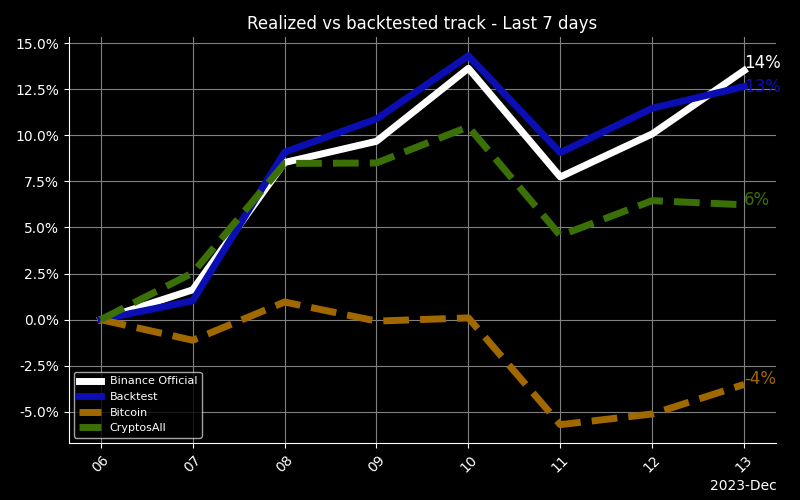 Realized vs backtested track - Last 7 days
15.0%
12.5%
10.0%
7.5%
5.0%
2.5%
0.0%
-2.5%
-5.0%
14%
13%
6%
-4%
Binance Official
Backtest
Bitcoin
CryptosAll
06 07 08 09 10 11 12 13
2023-Dec